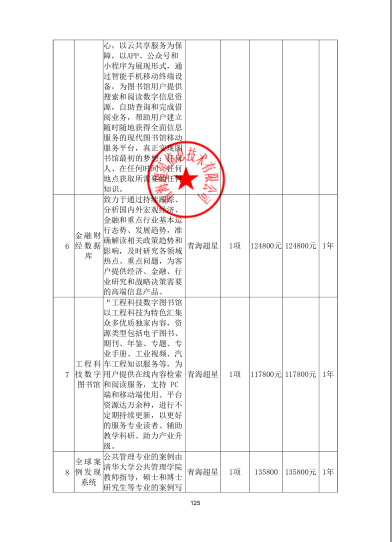 心，以云共享服务为保
障，以APP、公众号和
小程序为展现形式，通
过智能手机移动终端设
备，为图书馆用户提供
搜索和阅读数字信息资
源，自助查询和完成借
阅业务，帮助用户建立
随时随地获得全面信息
服务的现代图书馆移动
服务平台，真正实现图
书馆最初的梦想：任何
人、在任何时间、任何
地点获取所需要的任何
知识。
6 金融财经数据库 青海超星 1项 124800元 124800元 1年
致力于通过持续跟踪、
分析国内外宏观经济、
金融和重点行业基本运
行态势、发展趋势，准
确解读相关政策趋势和
影响，及时研究各领域
热点、重点问题，为客
户提供经济、金融、行
业研究和战略决策需要
的高端信息产品。
7 工程科技数字图书馆 青海超星 1项 117800元 117800元 1年
“工程科技数字图书馆
以工程科技为特色汇集
众多优质独家内容，资
源类型包括电子图书、
期刊、年鉴、专题、专
业手册、工业视频、汽
车工程知识服务等，为
用户提供在线内容检索
和阅读服务，支持 PC
端和移动端使用。平台
资源达万余种，进行不
定期持续更新，以更好
的服务专业读者、辅助
教学科研、助力产业升
级。
8 全球案例发现系统 青海超星 1项 135800 135800元 1年
公共管理专业的案例由
清华大学公共管理学院
教师指导，硕士和博士
研究生等专业的案例写
125